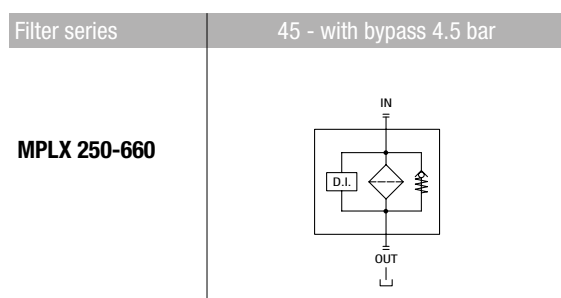 Filter series
45 - with bypass 4.5 bar
MPLX 250-660
IN
D.I.
OUT